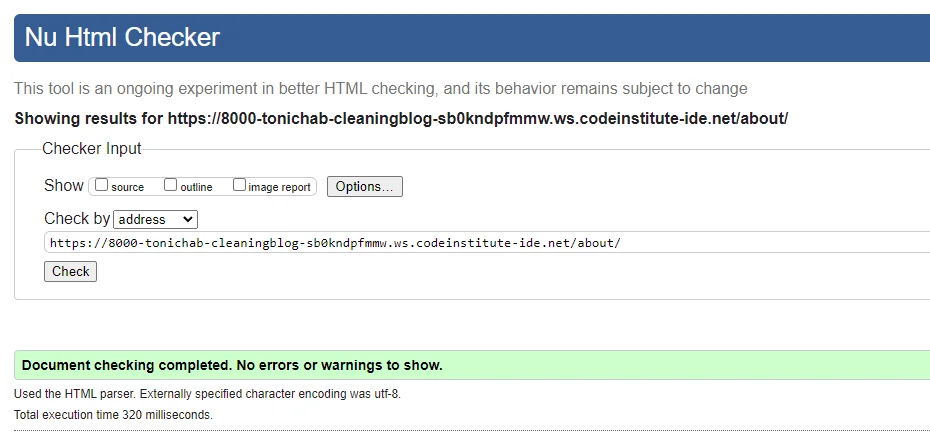 Nu Html Checker
This tool is an ongoing experiment in better HTML checking, and its behavior remains subject to change
Showing results for https://8000-tonichab-cleaningblog-sb0kndpfmmw.ws.codeinstitute-ide.net/about/
Checker Input
Show source outline image report Options...
Check by address
https://8000-tonichab-cleaningblog-sb0kndpfmmw.ws.codeinstitute-ide.net/about/
Check
Document checking completed. No errors or warnings to show.
Used the HTML parser. Externally specified character encoding was utf-8.
Total execution time 320 milliseconds.